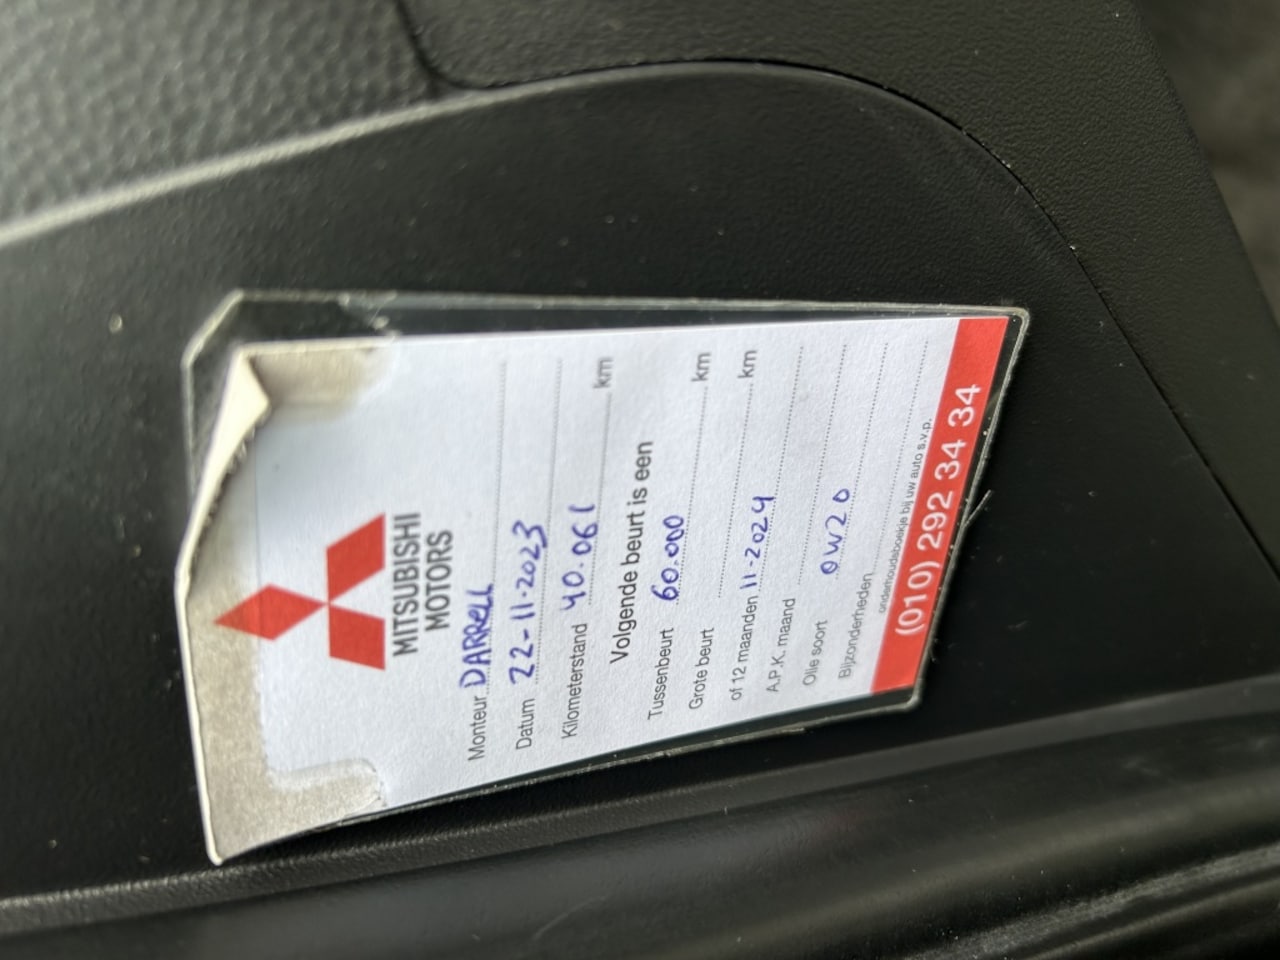 MITSUBISHI
MOTORS
Monteur DARRELL
Datum 22-11-2023
Kilometerstand 40.061 km
Volgende beurt is een
Tussenbeurt 60.000 km
Grote beurt km
of 12 maanden 11-2024
A.P.K. maand
Olie soort 0W20
Bijzonderheden
onderhoudsboekje bij uw auto s.v.p.
(010) 292 34 34